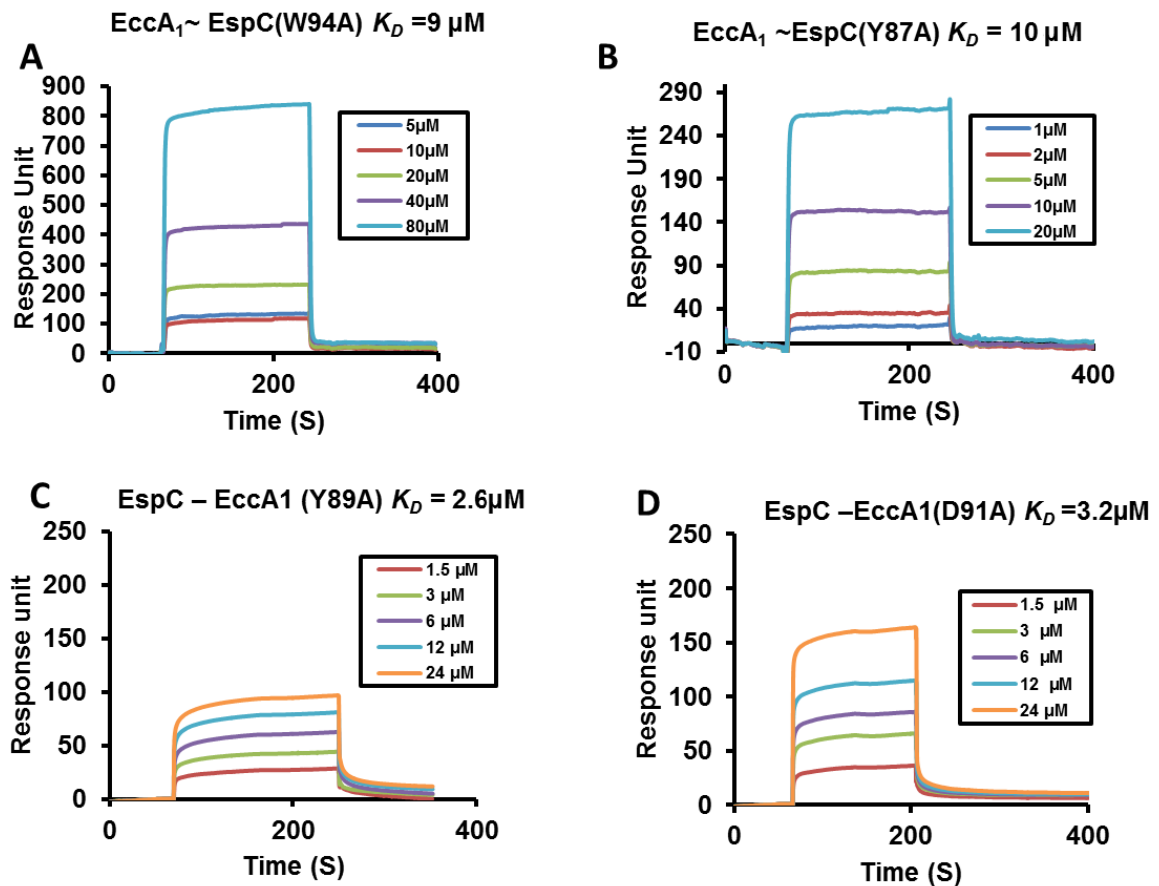 EccA₁~ EspC(W94A) K_D =9 µM
A
900
800
700
600
500
400
300
200
100
0
Response Unit
5µM
10µM
20µM
40µM
80µM
0
200
400
Time (S)
EccA₁ ~EspC(Y87A) K_D = 10 µM
B
290
240
190
140
90
40
-10
Response Unit
1µM
2µM
5µM
10µM
20µM
0
200
400
Time (S)
C
EspC – EccA1 (Y89A) K_D = 2.6µM
250
200
150
100
50
0
Response unit
1.5 µM
3 µM
6 µM
12 µM
24 µM
0
200
400
Time (S)
D
EspC –EccA1(D91A) K_D =3.2µM
250
200
150
100
50
0
Response unit
1.5 µM
3 µM
6 µM
12 µM
24 µM
0
200
400
Time (S)